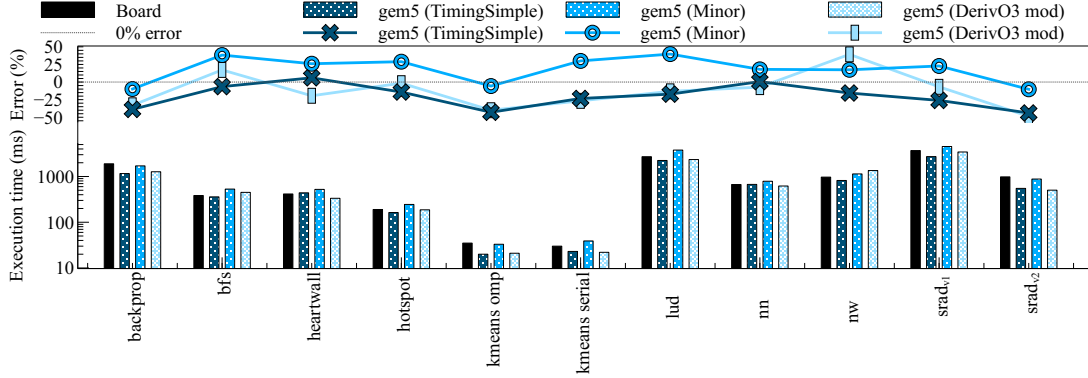 Board gem5 (TimingSimple) gem5 (Minor) gem5 (DerivO3 mod)
0% error gem5 (TimingSimple) gem5 (Minor) gem5 (DerivO3 mod)
Error (%)
50
25
0
−25
−50
Execution time (ms)
1000
100
10
backprop
bfs
heartwall
hotspot
kmeans omp
kmeans serial
lud
nn
nw
srad_v1
srad_v2